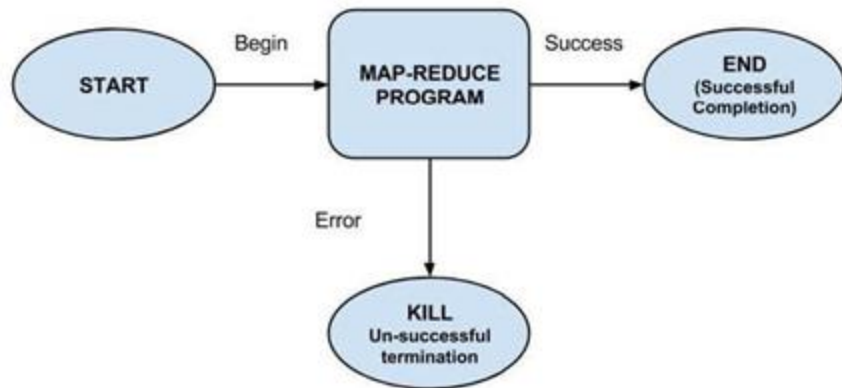 Begin
Success
START
MAP-REDUCE
PROGRAM
END
(Successful
Completion)
Error
KILL
Un-successful
termination